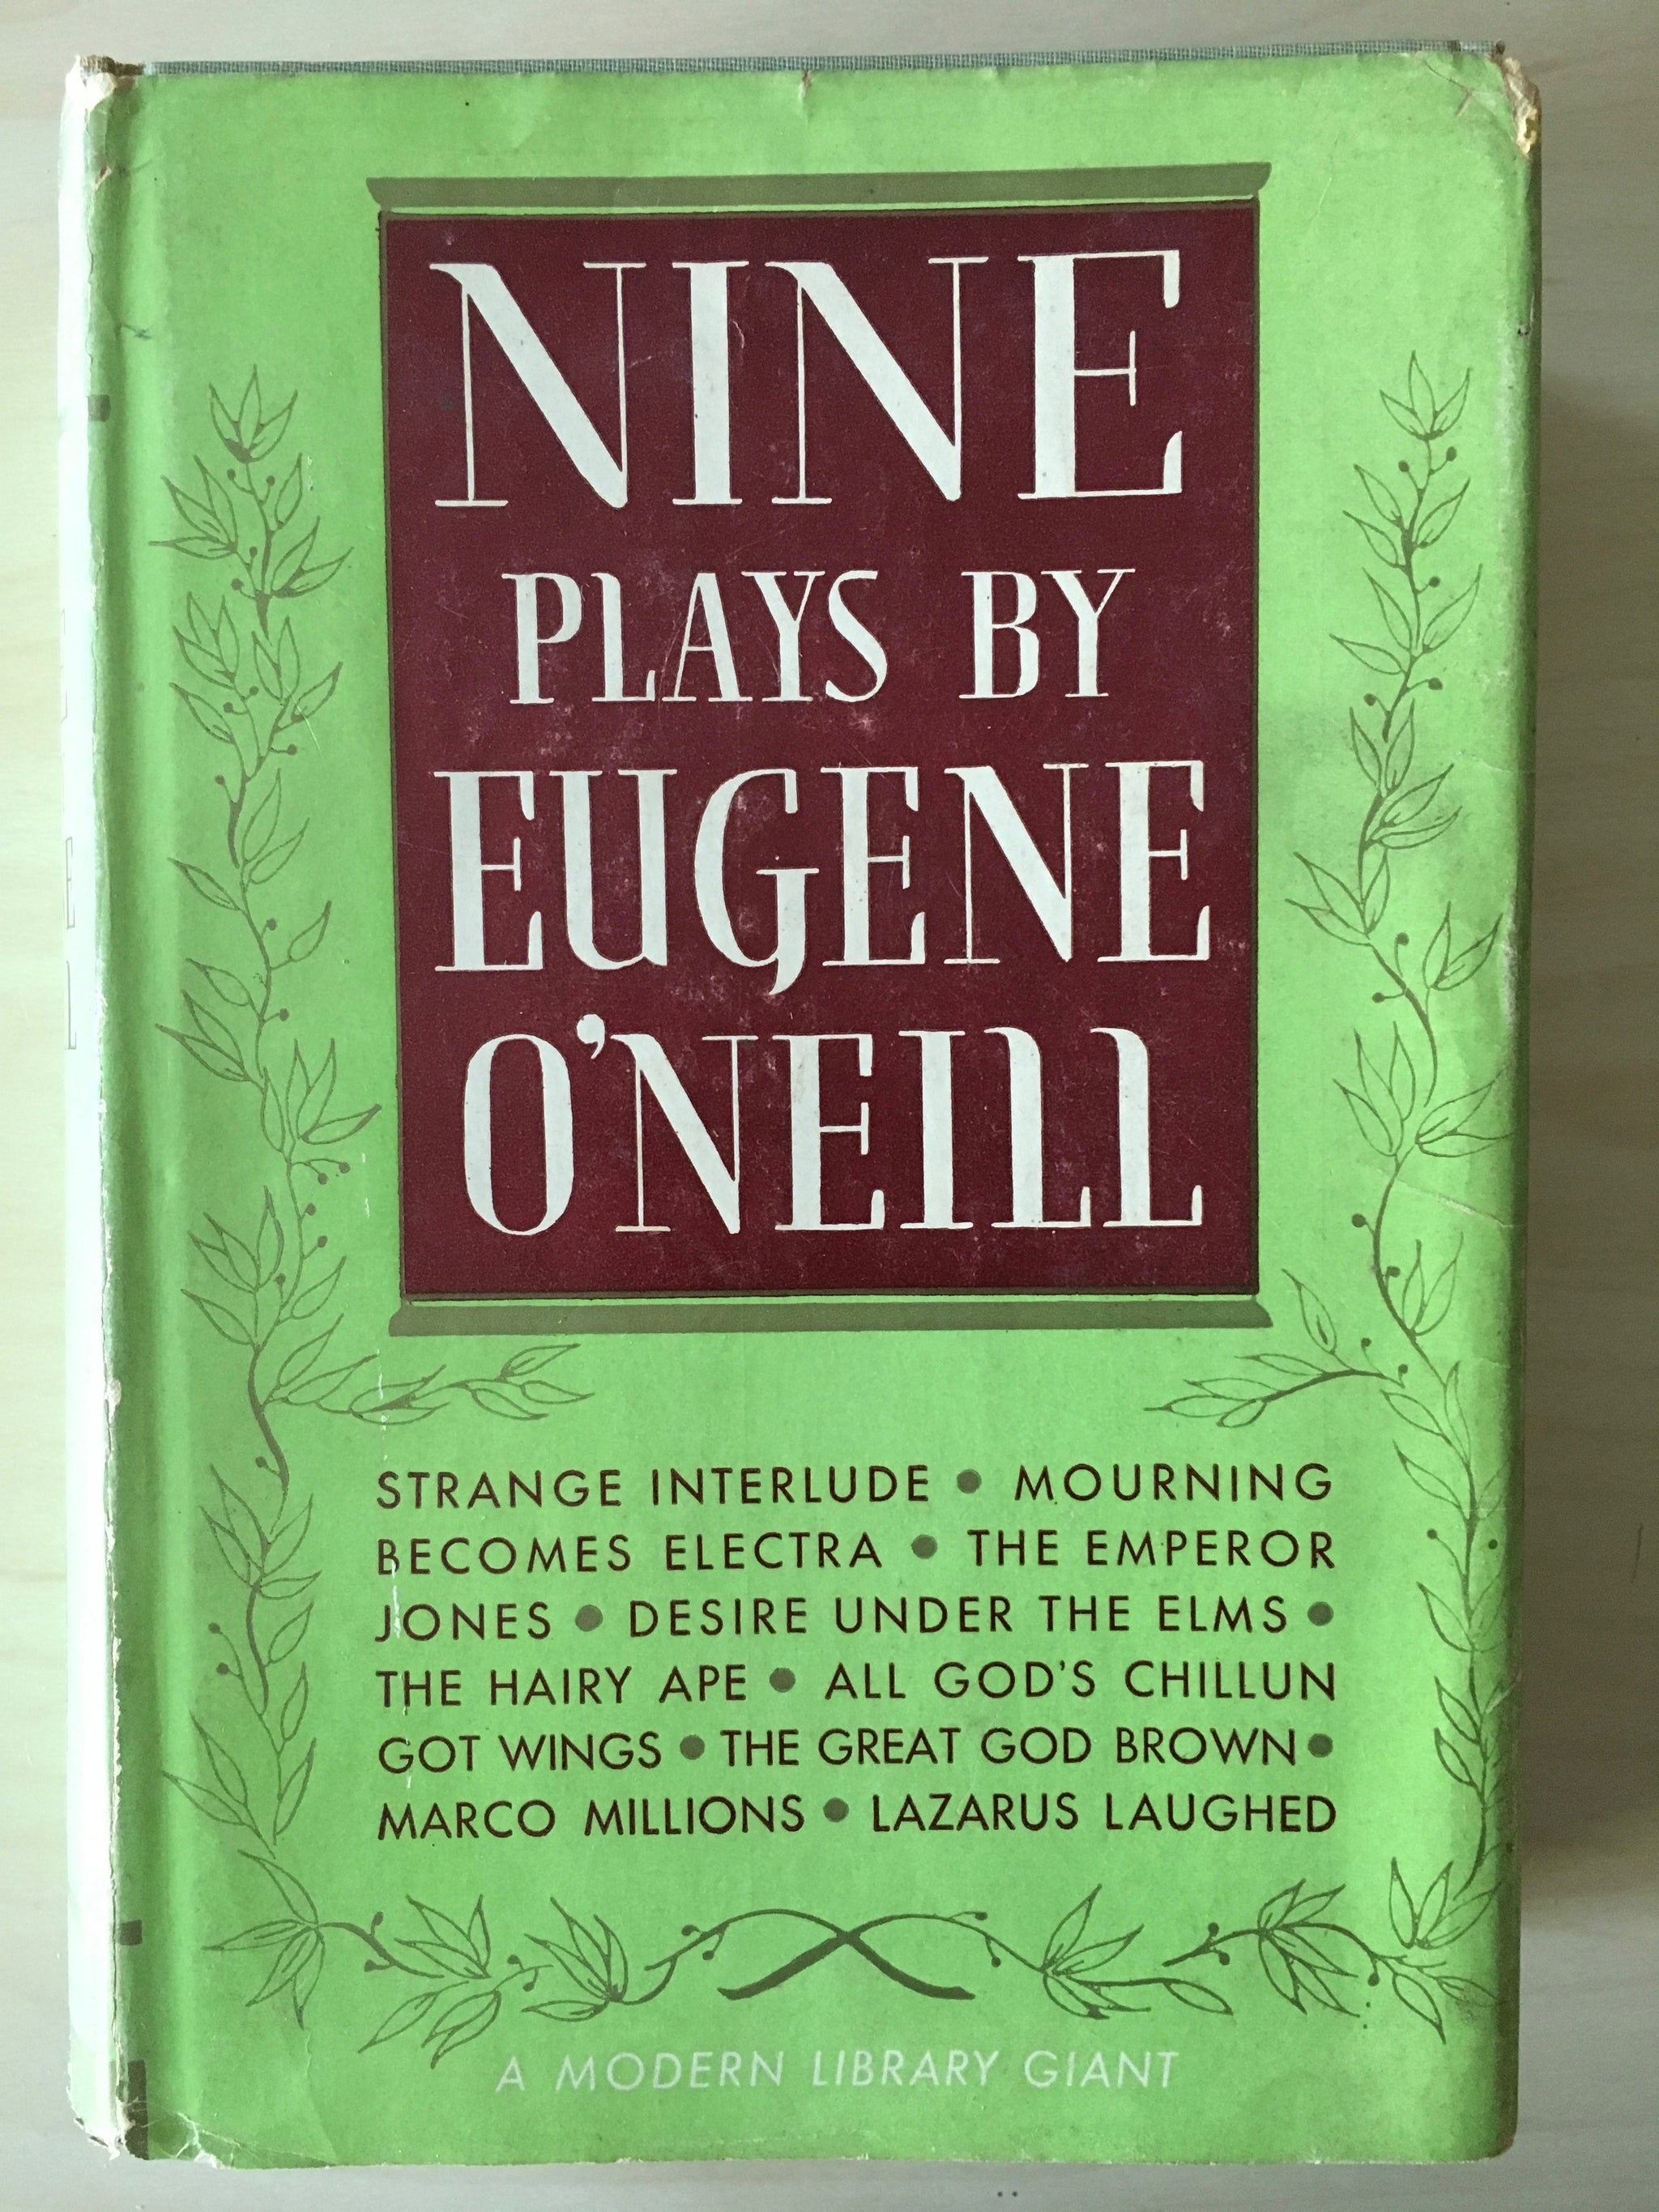 NINE
PLAYS BY
EUGENE
O'NEILL
STRANGE INTERLUDE • MOURNING
BECOMES ELECTRA • THE EMPEROR
JONES • DESIRE UNDER THE ELMS •
THE HAIRY APE • ALL GOD'S CHILLUN
GOT WINGS • THE GREAT GOD BROWN •
MARCO MILLIONS • LAZARUS LAUGHED
A MODERN LIBRARY GIANT